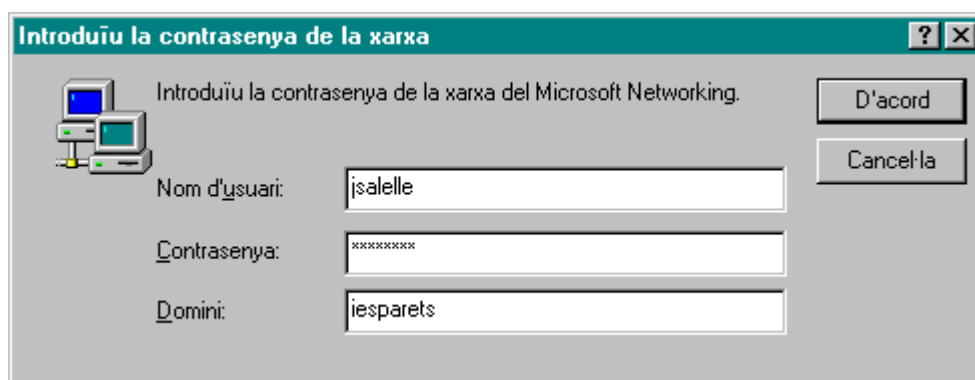 Introduïu la contrasenya de la xarxa
Introduïu la contrasenya de la xarxa del Microsoft Networking.
D'acord
Cancel·la
Nom d'usuari: jsalelle
Contrasenya: ********
Domini: iesparets